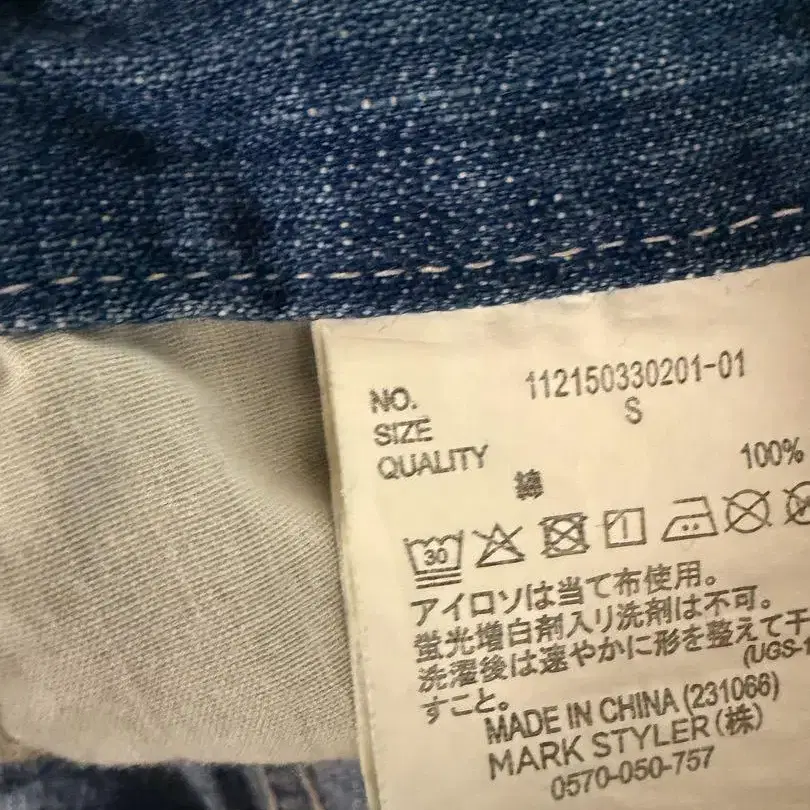 NO. 112150330201-01
SIZE S
QUALITY
綿 100%
30
アイロンは当て布使用。
蛍光増白剤入り洗剤は不可。
洗濯後は速やかに形を整えて干
すこと。 (UGS-1
MADE IN CHINA (231066)
MARK STYLER (株)
0570-050-757